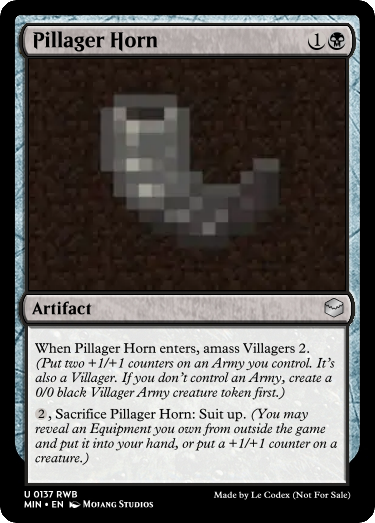 Pillager Horn 1
Artifact
When Pillager Horn enters, amass Villagers 2.
(Put two +1/+1 counters on an Army you control. It's
also a Villager. If you don't control an Army, create a
0/0 black Villager Army creature token first.)
2, Sacrifice Pillager Horn: Suit up. (You may
reveal an Equipment you own from outside the
game and put it into your hand, or put a +1/+1 counter on a
creature.)
U 0137 RWB
MIN • EN Mojang Studios
Made by Le Codex (Not For Sale)